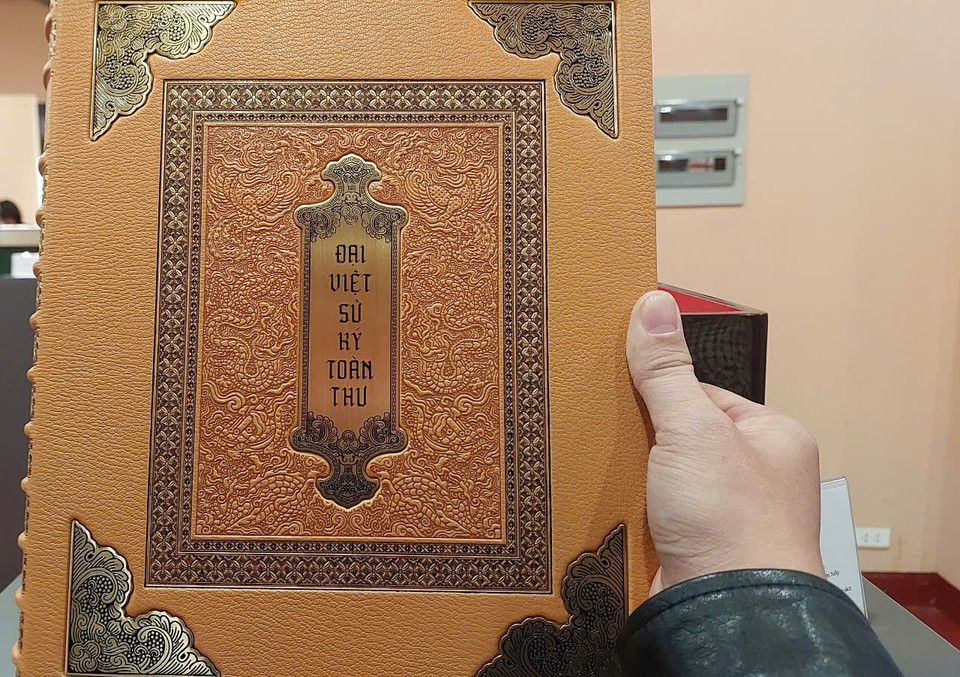 ĐẠI
VIỆT
SỬ
KÝ
TOÀN
THƯ